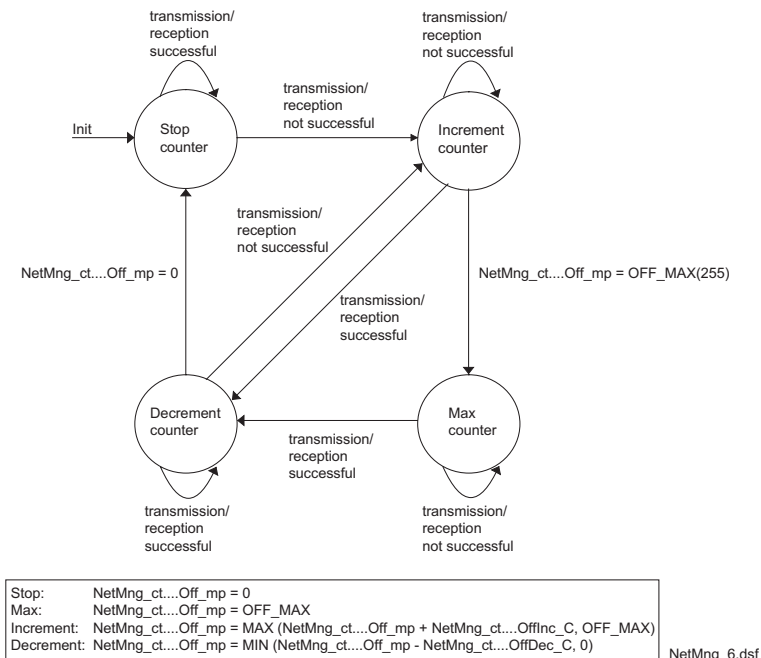 transmission/
reception
successful
transmission/
reception
not successful
transmission/
reception
not successful
Init
Stop
counter
Increment
counter
transmission/
reception
not successful
NetMng_ct....Off_mp = 0
NetMng_ct....Off_mp = OFF_MAX(255)
transmission/
reception
successful
Decrement
counter
Max
counter
transmission/
reception
successful
transmission/
reception
successful
transmission/
reception
not successful
Stop: NetMng_ct....Off_mp = 0
Max: NetMng_ct....Off_mp = OFF_MAX
Increment: NetMng_ct....Off_mp = MAX (NetMng_ct....Off_mp + NetMng_ct....OffInc_C, OFF_MAX)
Decrement: NetMng_ct....Off_mp = MIN (NetMng_ct....Off_mp - NetMng_ct....OffDec_C, 0)
NetMng_6.dsf